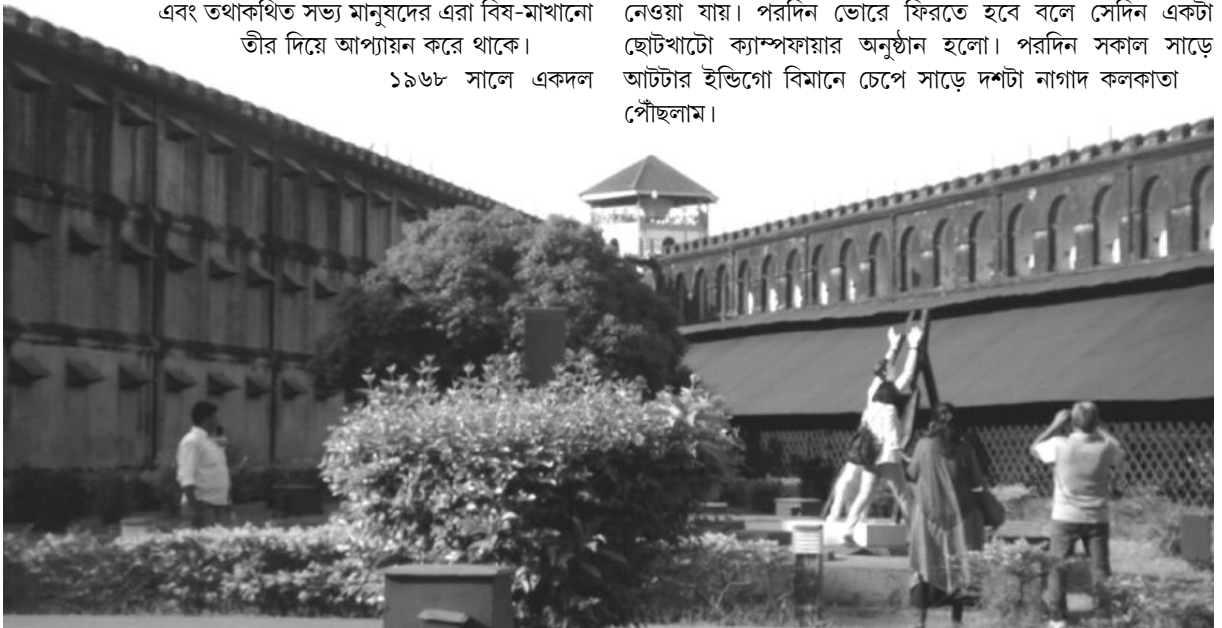 এবং তথাকথিত সভ্য মানুষদের এরা বিষ-মাখানো
তীর দিয়ে আপ্যায়ন করে থাকে।
১৯৬৮ সালে একদল
নেওয়া যায়। পরদিন ভোরে ফিরতে হবে বলে সেদিন একটা
ছোটখাটো ক্যাম্পফায়ার অনুষ্ঠান হলো। পরদিন সকাল সাড়ে
আটটার ইন্ডিগো বিমানে চেপে সাড়ে দশটা নাগাদ কলকাতা
পৌঁছলাম।